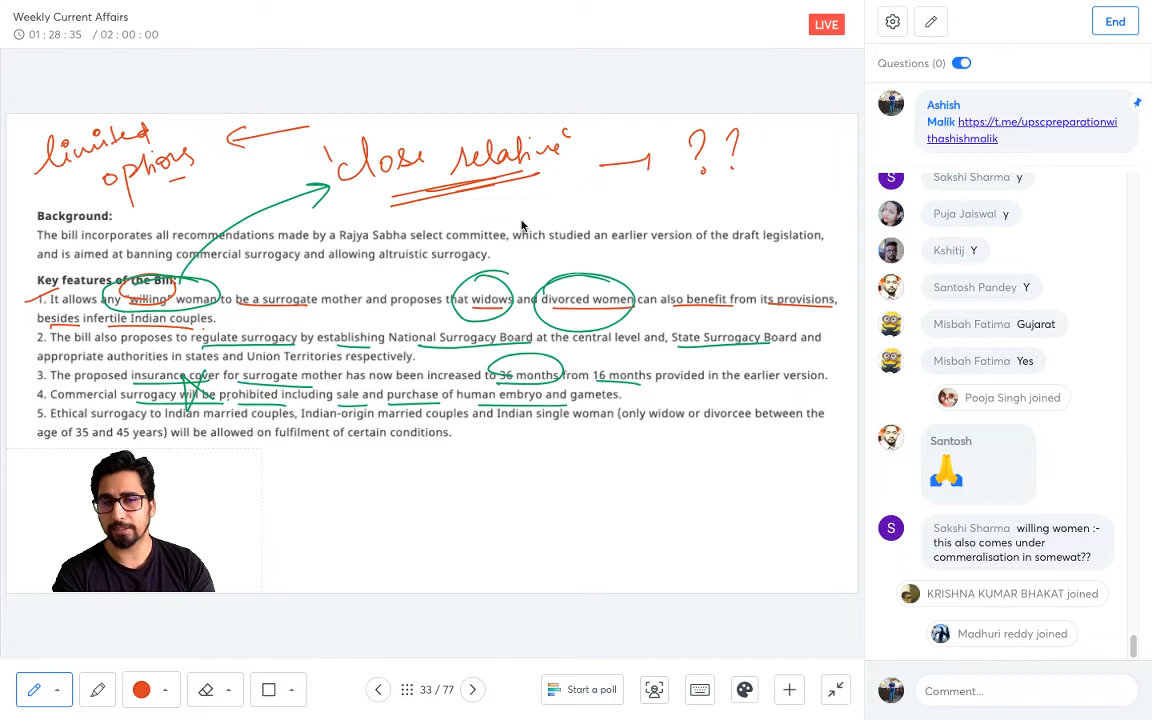 Weekly Current Affairs
01 : 28 : 35 / 02 : 00 : 00
LIVE
End
Questions (0)
Ashish
Malik https://t.me/upscpreparationwi
thashishmalik
limited
options
'close relative'
??
Background:
The bill incorporates all recommendations made by a Rajya Sabha select committee, which studied an earlier version of the draft legislation,
and is aimed at banning commercial surrogacy and allowing altruistic surrogacy.
Key features of the Bill:
1. It allows any "willing" woman to be a surrogate mother and proposes that widows and divorced women can also benefit from its provisions,
besides infertile Indian couples.
2. The bill also proposes to regulate surrogacy by establishing National Surrogacy Board at the central level and, State Surrogacy Board and
appropriate authorities in states and Union Territories respectively.
3. The proposed insurance cover for surrogate mother has now been increased to 36 months from 16 months provided in the earlier version.
4. Commercial surrogacy will be prohibited including sale and purchase of human embryo and gametes.
5. Ethical surrogacy to Indian married couples, Indian-origin married couples and Indian single woman (only widow or divorcee between the
age of 35 and 45 years) will be allowed on fulfilment of certain conditions.
S
Sakshi Sharma y
Puja Jaiswal y
Kshitij Y
Santosh Pandey Y
Misbah Fatima Gujarat
Misbah Fatima Yes
Pooja Singh joined
Santosh
S
Sakshi Sharma willing women :-
this also comes under
commeralisation in somewat??
KRISHNA KUMAR BHAKAT joined
Madhuri reddy joined
33 / 77
Start a poll
Comment...